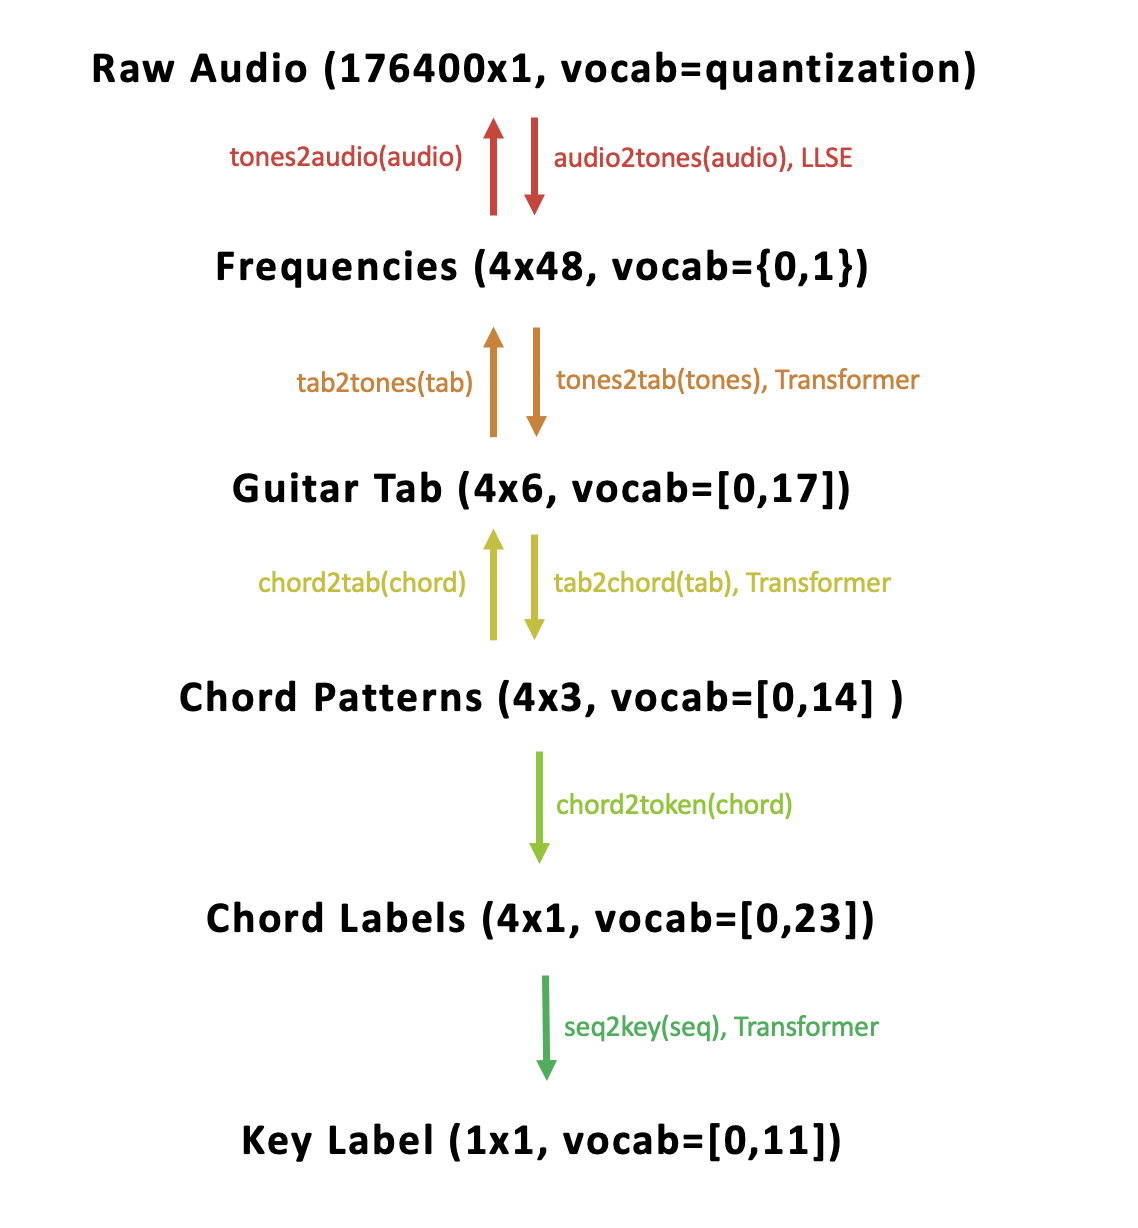 Raw Audio (176400x1, vocab=quantization)
tones2audio(audio)
audio2tones(audio), LLSE
Frequencies (4x48, vocab={0,1})
tab2tones(tab)
tones2tab(tones), Transformer
Guitar Tab (4x6, vocab=[0,17])
chord2tab(chord)
tab2chord(tab), Transformer
Chord Patterns (4x3, vocab=[0,14] )
chord2token(chord)
Chord Labels (4x1, vocab=[0,23])
seq2key(seq), Transformer
Key Label (1x1, vocab=[0,11])